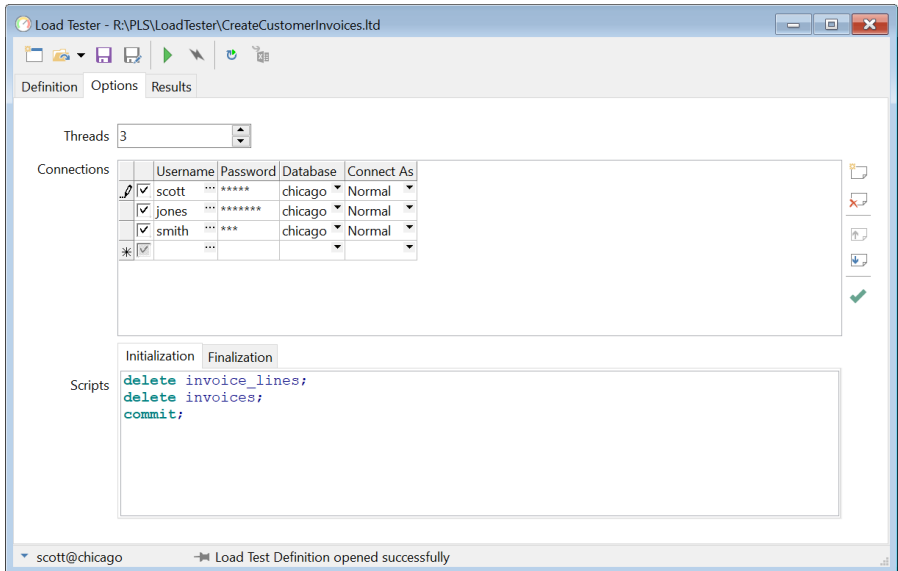 Load Tester - R:\PLS\LoadTester\CreateCustomerInvoices.ltd
Definition Options Results
Threads 3
Connections
Username Password Database Connect As
scott ... ***** chicago Normal
jones ... ******* chicago Normal
smith ... *** chicago Normal
...
Initialization Finalization
Scripts
delete invoice_lines;
delete invoices;
commit;
scott@chicago Load Test Definition opened successfully